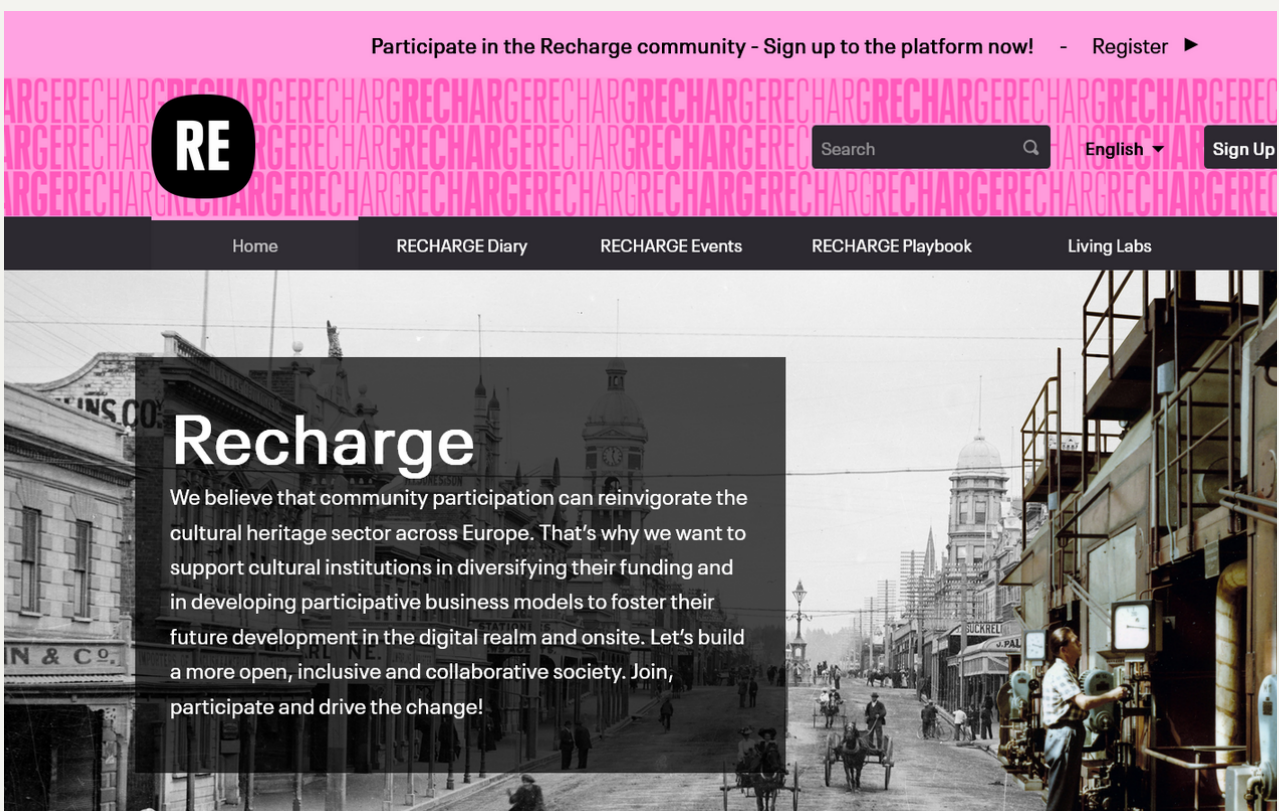 Participate in the Recharge community - Sign up to the platform now! - Register
RE
Search
English
Sign Up
Home
RECHARGE Diary
RECHARGE Events
RECHARGE Playbook
Living Labs
Recharge
We believe that community participation can reinvigorate the
cultural heritage sector across Europe. That's why we want to
support cultural institutions in diversifying their funding and
in developing participative business models to foster their
future development in the digital realm and onsite. Let's build
a more open, inclusive and collaborative society. Join,
participate and drive the change!
N & Co.